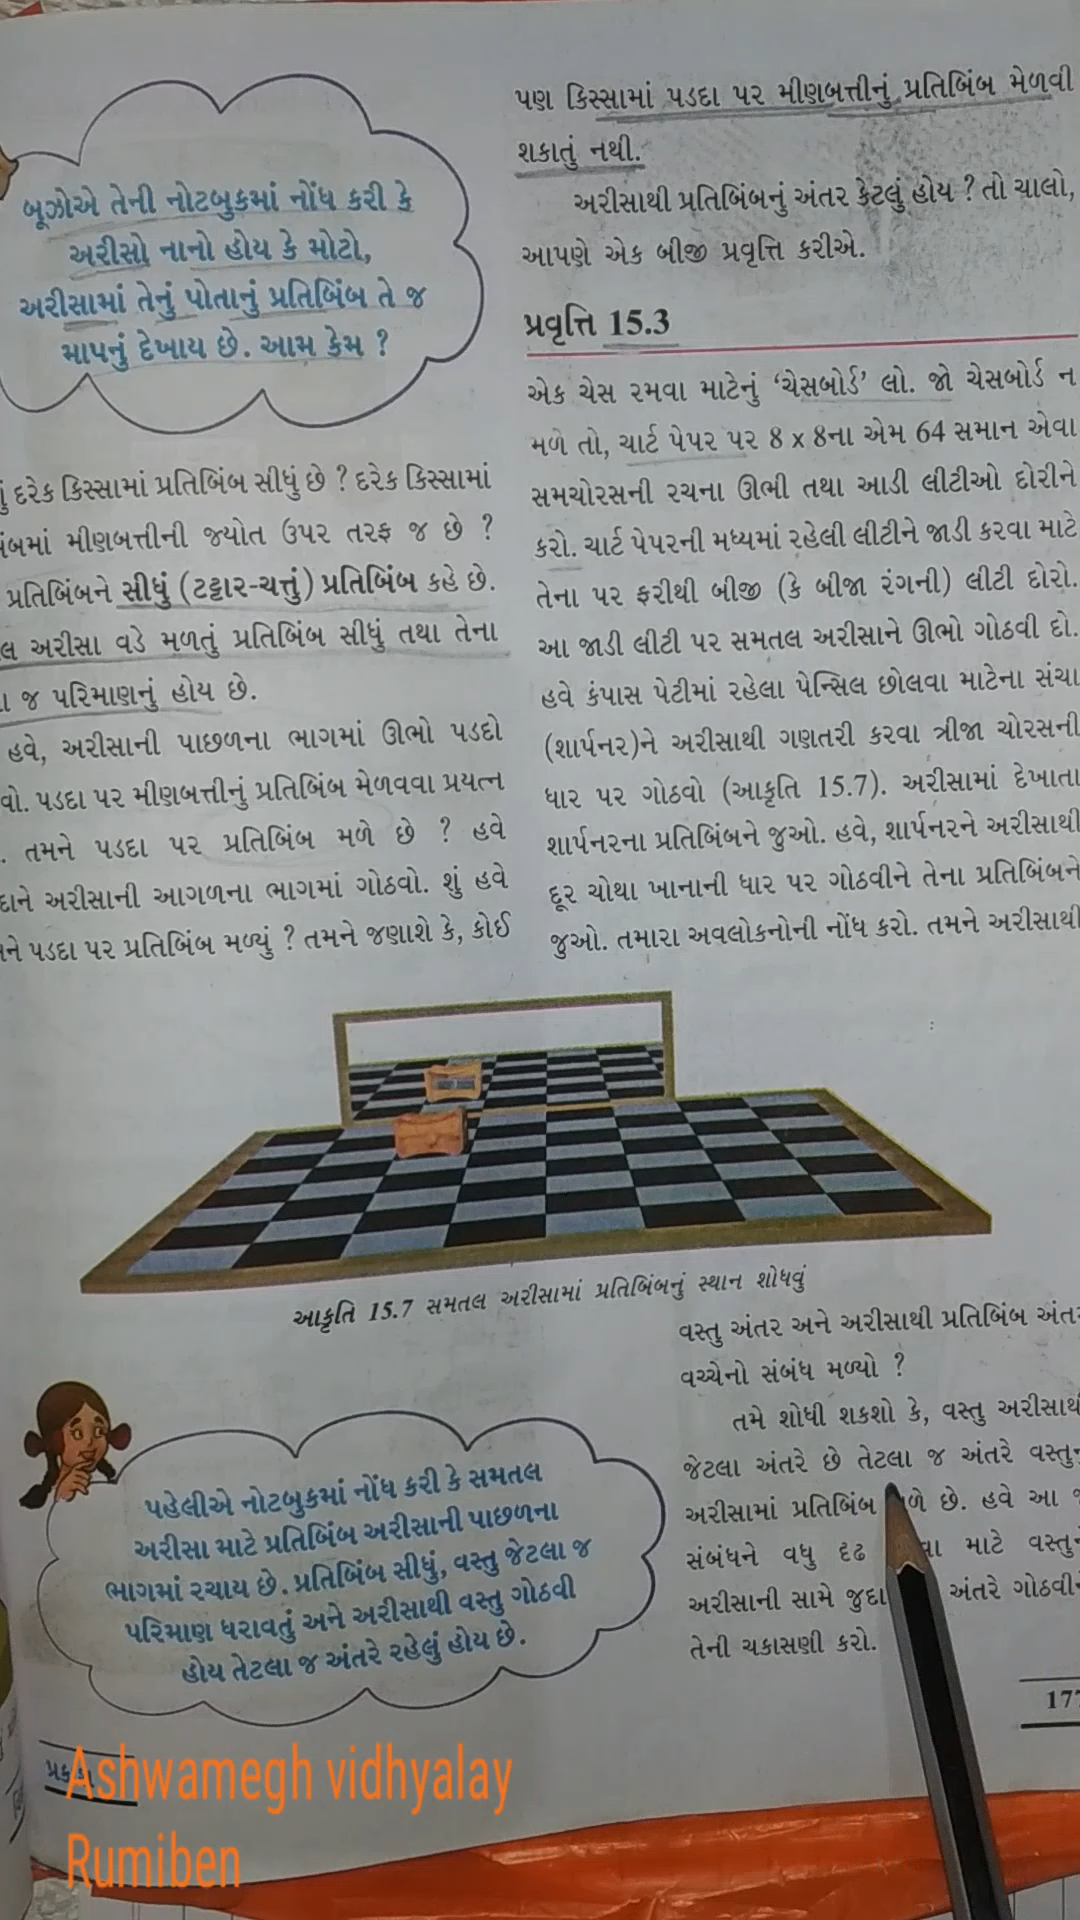 બૂઝોએ તેની નોટબુકમાં નોંધ કરી કે
અરીસો નાનો હોય કે મોટો,
અરીસામાં તેનું પોતાનું પ્રતિબિંબ તે જ
માપનું દેખાય છે. આમ કેમ ?
દરેક કિસ્સામાં પ્રતિબિંબ સીધું છે ? દરેક કિસ્સામાં
મીણબત્તીની જ્યોત ઉપર તરફ જ છે ?
પ્રતિબિંબને સીધું (ટટ્ટાર-ચત્તું) પ્રતિબિંબ કહે છે.
અરીસા વડે મળતું પ્રતિબિંબ સીધું તથા તેના
જ પરિમાણનું હોય છે.
હવે, અરીસાની પાછળના ભાગમાં ઊભો પડદો
પડદા પર મીણબત્તીનું પ્રતિબિંબ મેળવવા પ્રયત્ન
તમને પડદા પર પ્રતિબિંબ મળે છે ? હવે
અરીસાની આગળના ભાગમાં ગોઠવો. શું હવે
પડદા પર પ્રતિબિંબ મળ્યું ? તમને જણાશે કે, કોઈ
પણ કિસ્સામાં પડદા પર મીણબત્તીનું પ્રતિબિંબ મેળવી
શકાતું નથી.
અરીસાથી પ્રતિબિંબનું અંતર કેટલું હોય ? તો ચાલો,
આપણે એક બીજી પ્રવૃત્તિ કરીએ.
પ્રવૃત્તિ 15.3
એક ચેસ રમવા માટેનું ‘ચેસબોર્ડ’ લો. જો ચેસબોર્ડ ન
મળે તો, ચાર્ટ પેપર પર 8 x 8ના એમ 64 સમાન એવા
સમચોરસની રચના ઊભી તથા આડી લીટીઓ દોરીને
કરો. ચાર્ટ પેપરની મધ્યમાં રહેલી લીટીને જાડી કરવા માટે
તેના પર ફરીથી બીજી (કે બીજા રંગની) લીટી દોરો.
આ જાડી લીટી પર સમતલ અરીસાને ઊભો ગોઠવી દો.
હવે કંપાસ પેટીમાં રહેલા પેન્સિલ છોલવા માટેના સંચા
(શાર્પનર)ને અરીસાથી ગણતરી કરવા ત્રીજા ચોરસની
ધાર પર ગોઠવો (આકૃતિ 15.7). અરીસામાં દેખાતા
શાર્પનરના પ્રતિબિંબને જુઓ. હવે, શાર્પનરને અરીસાથી
દૂર ચોથા ખાનાની ધાર પર ગોઠવીને તેના પ્રતિબિંબને
જુઓ. તમારા અવલોકનોની નોંધ કરો. તમને અરીસાથી
આકૃતિ 15.7 સમતલ અરીસામાં પ્રતિબિંબનું સ્થાન શોધવું
વસ્તુ અંતર અને અરીસાથી પ્રતિબિંબ અંતર
વચ્ચેનો સંબંધ મળ્યો ?
તમે શોધી શકશો કે, વસ્તુ અરીસાથી
જેટલા અંતરે છે તેટલા જ અંતરે
અરીસામાં પ્રતિબિંબ છે. હવે આ
સંબંધને વધુ દૃઢ માટે
અરીસાની સામે અંતરે
તેની ચકાસણી કરો.
પહેલીએ નોટબુકમાં નોંધ કરી કે સમતલ
અરીસા માટે પ્રતિબિંબ અરીસાની પાછળના
ભાગમાં રચાય છે. પ્રતિબિંબ સીધું, વસ્તુ જેટલા જ
પરિમાણ ધરાવતું અને અરીસાથી વસ્તુ ગોઠવી
હોય તેટલા જ અંતરે રહેલું હોય છે.
177
Ashwamegh vidhyalay
Rumiben